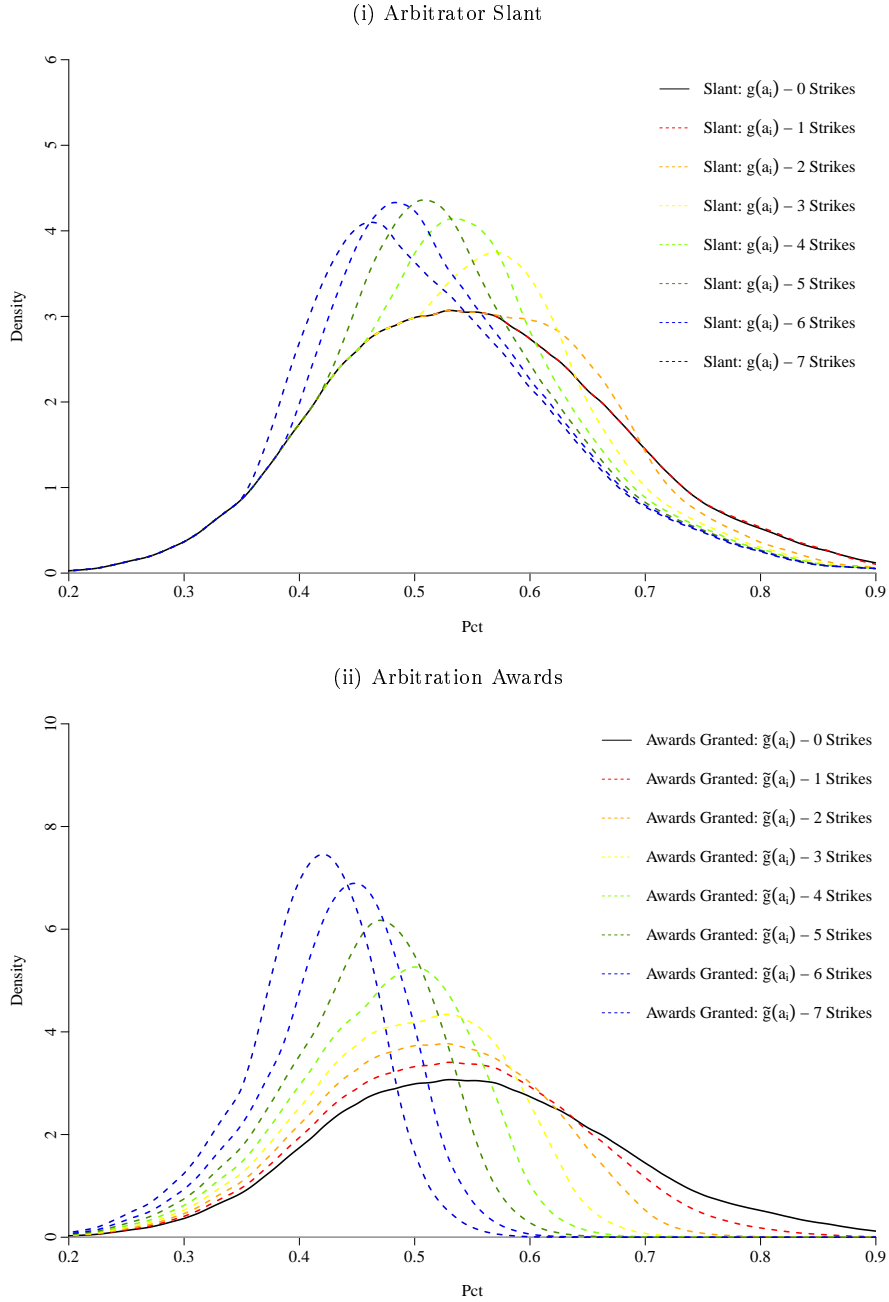 (i) Arbitrator Slant
6
5
4
3
2
1
0
Density
Slant: g(aᵢ) – 0 Strikes
Slant: g(aᵢ) – 1 Strikes
Slant: g(aᵢ) – 2 Strikes
Slant: g(aᵢ) – 3 Strikes
Slant: g(aᵢ) – 4 Strikes
Slant: g(aᵢ) – 5 Strikes
Slant: g(aᵢ) – 6 Strikes
Slant: g(aᵢ) – 7 Strikes
0.2 0.3 0.4 0.5 0.6 0.7 0.8 0.9
Pct
(ii) Arbitration Awards
10
8
6
4
2
0
Density
Awards Granted: g̃(aᵢ) – 0 Strikes
Awards Granted: g̃(aᵢ) – 1 Strikes
Awards Granted: g̃(aᵢ) – 2 Strikes
Awards Granted: g̃(aᵢ) – 3 Strikes
Awards Granted: g̃(aᵢ) – 4 Strikes
Awards Granted: g̃(aᵢ) – 5 Strikes
Awards Granted: g̃(aᵢ) – 6 Strikes
Awards Granted: g̃(aᵢ) – 7 Strikes
0.2 0.3 0.4 0.5 0.6 0.7 0.8 0.9
Pct